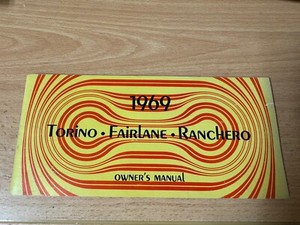 1969
Torino • Fairlane • Ranchero
OWNER'S MANUAL